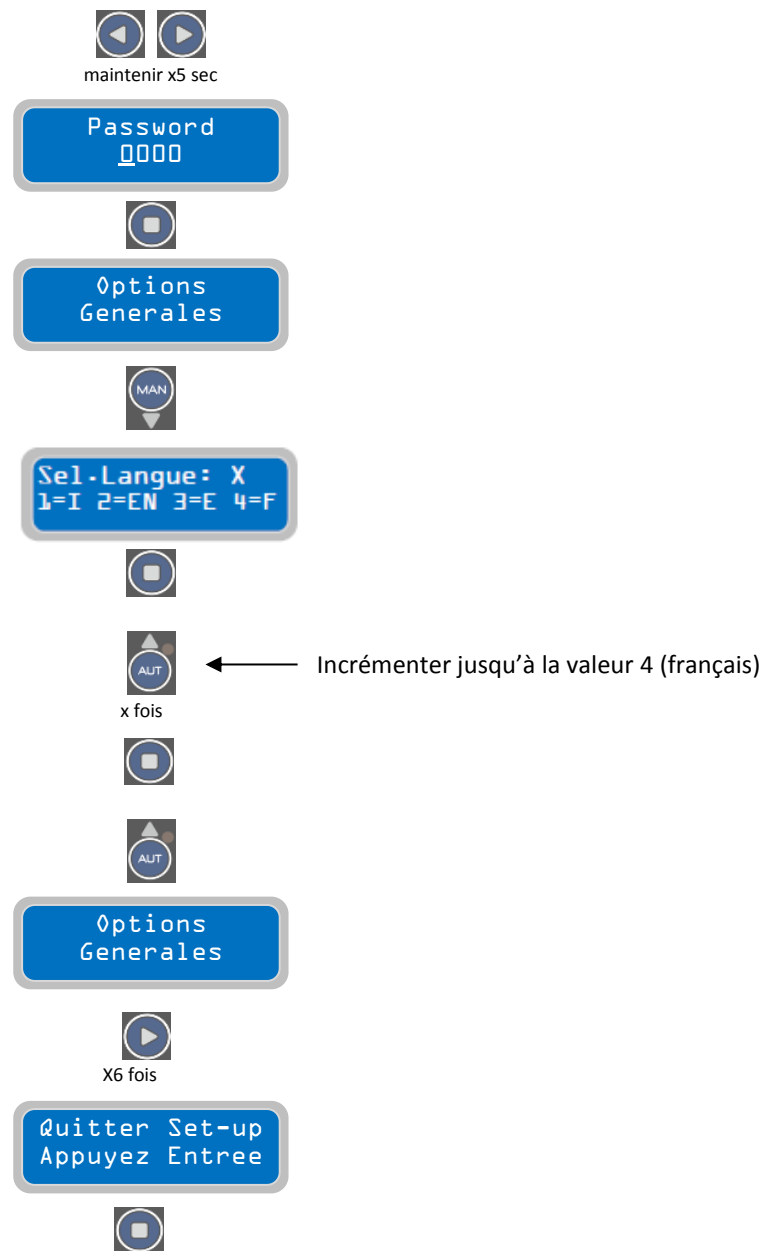 maintenir x5 sec
Password
0000
Options
Generales
MAN
Sel.Langue: X
1=I 2=EN 3=E 4=F
AUT
Incrémenter jusqu’à la valeur 4 (français)
x fois
AUT
Options
Generales
X6 fois
Quitter Set-up
Appuyez Entree